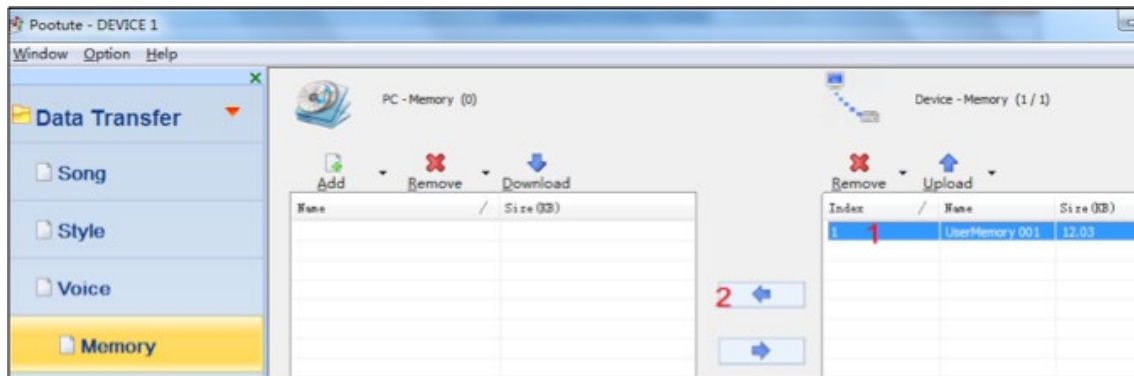 Pootute - DEVICE 1
Window Option Help
Data Transfer
Song
Style
Voice
Memory
PC - Memory (0)
Add Remove Download
Name / Size(KB)
2
Device - Memory (1 / 1)
Remove Upload
Index / Name Size(KB)
1 1 UserMemory 001 12.03